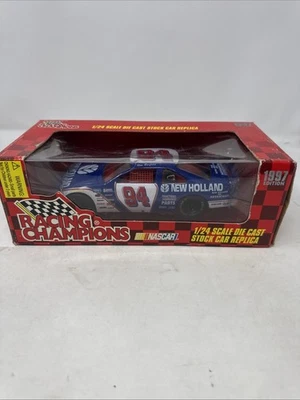 1/24 SCALE DIE CAST STOCK CAR REPLICA
94
94
NEW HOLLAND
1997
EDITION
RACING
CHAMPIONS
NASCAR
1/24 SCALE DIE CAST
STOCK CAR REPLICA